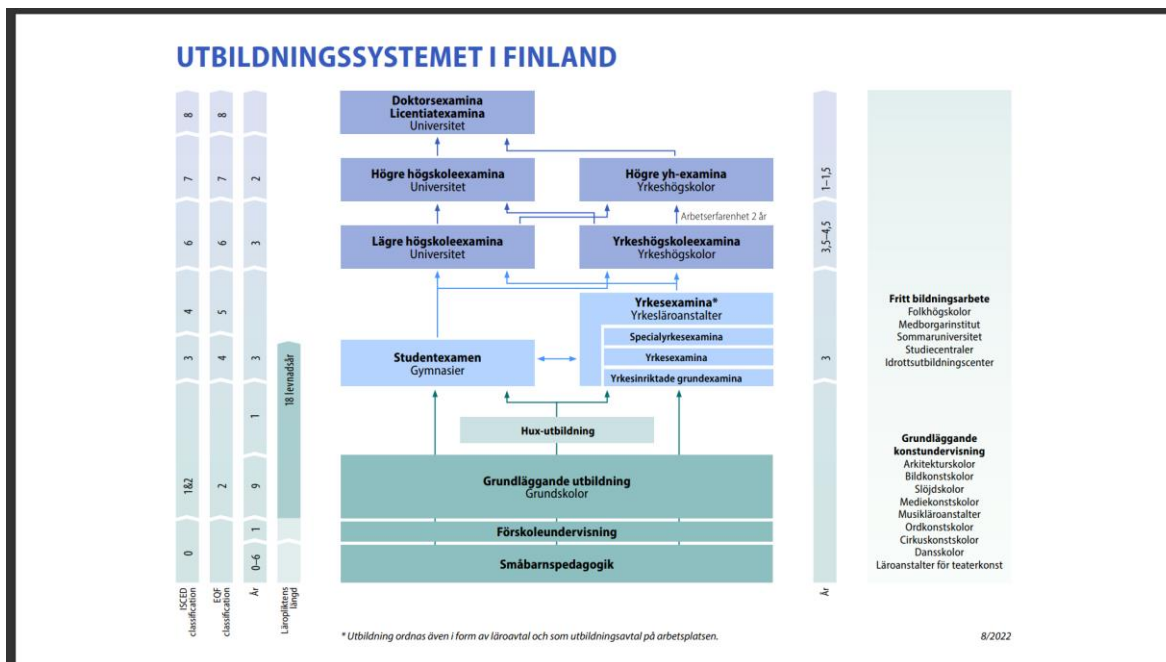 UTBILDNINGSSYSTEMET I FINLAND
8
8
Doktorsexamina
Licentiatexamina
Universitet
7
7
2
Högre högskoleexamina
Universitet
Högre yh-examina
Yrkeshögskolor
1–1,5
Arbetserfarenhet 2 år
6
6
3
Lägre högskoleexamina
Universitet
Yrkeshögskoleexamina
Yrkeshögskolor
3,5–4,5
4
5
Yrkesexamina*
Yrkesläroanstalter
Specialyrkesexamina
Yrkesexamina
Yrkesinriktade grundexamina
3
4
3
18 levnadsår
Studentexamen
Gymnasier
3
1
Hux-utbildning
1&2
2
9
Grundläggande utbildning
Grundskolor
1
Förskoleundervisning
0
0–6
Småbarnspedagogik
ISCED
classification
EQF
classification
År
Läropliktens
längd
År
Fritt bildningsarbete
Folkhögskolor
Medborgarinstitut
Sommaruniversitet
Studiecentraler
Idrottsutbildningscenter
Grundläggande
konstundervisning
Arkitekturskolor
Bildkonstskolor
Slöjdskolor
Mediekonstskolor
Musikläroanstalter
Ordkonstskolor
Cirkuskonstskolor
Dansskolor
Läroanstalter för teaterkonst
* Utbildning ordnas även i form av läroavtal och som utbildningsavtal på arbetsplatsen.
8/2022